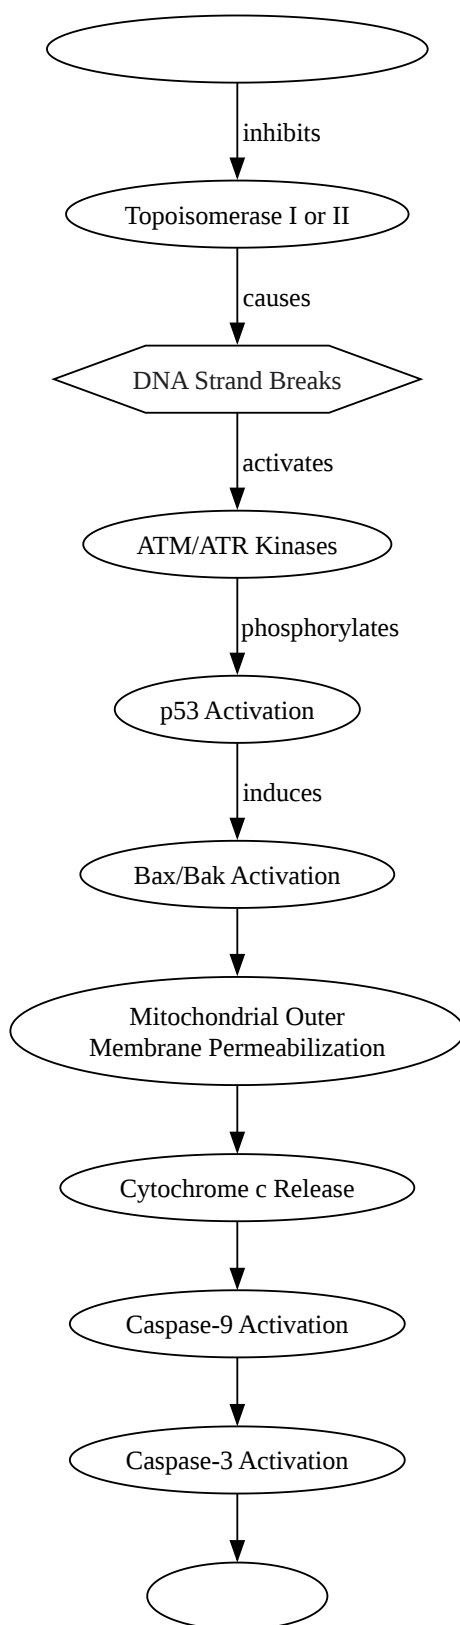 inhibits
Topoisomerase I or II
causes
DNA Strand Breaks
activates
ATM/ATR Kinases
phosphorylates
p53 Activation
induces
Bax/Bak Activation
Mitochondrial Outer
Membrane Permeabilization
Cytochrome c Release
Caspase-9 Activation
Caspase-3 Activation